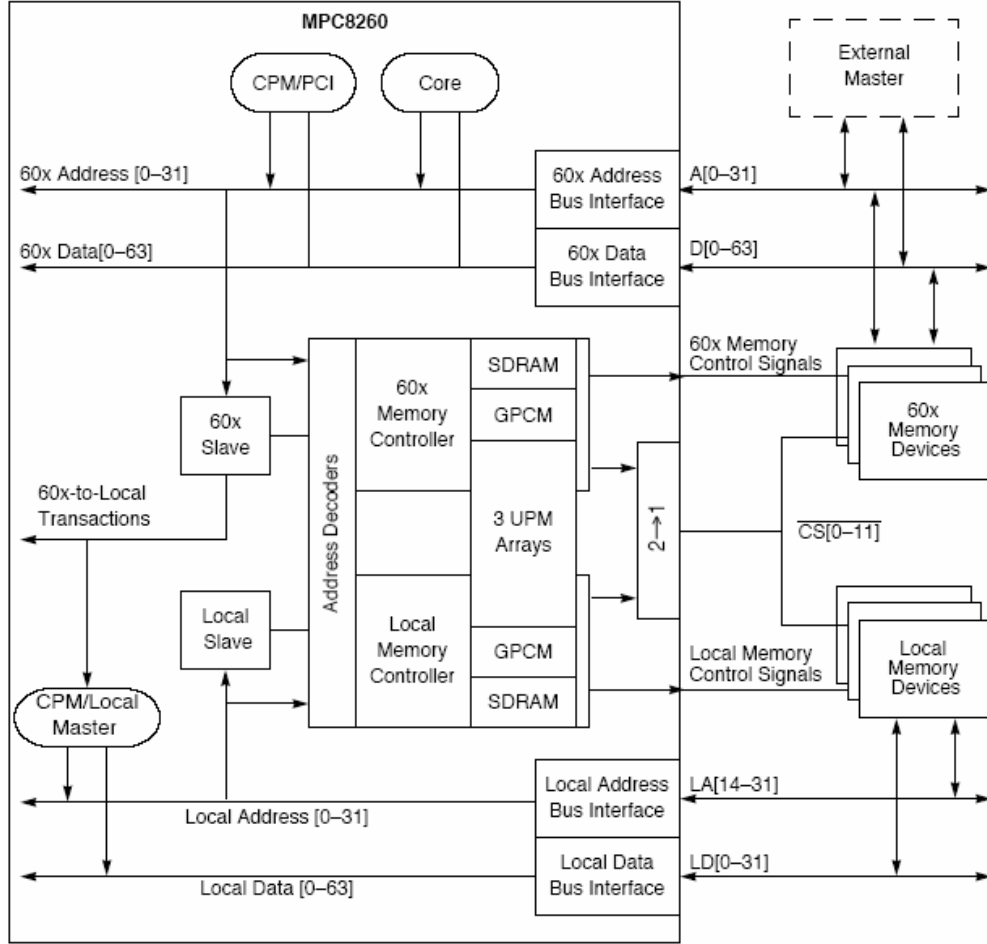 MPC8260
External
Master
CPM/PCI
Core
60x Address [0–31]
60x Address
Bus Interface
A[0–31]
60x Data[0–63]
60x Data
Bus Interface
D[0–63]
60x Memory
Control Signals
Address Decoders
60x
Memory
Controller
SDRAM
GPCM
60x
Slave
60x
Memory
Devices
60x-to-Local
Transactions
3 UPM
Arrays
2→1
CS[0–11]
Local
Slave
Local
Memory
Controller
GPCM
SDRAM
Local Memory
Control Signals
Local
Memory
Devices
CPM/Local
Master
Local Address
Bus Interface
LA[14–31]
Local Address [0–31]
Local Data
Bus Interface
LD[0–31]
Local Data [0–63]